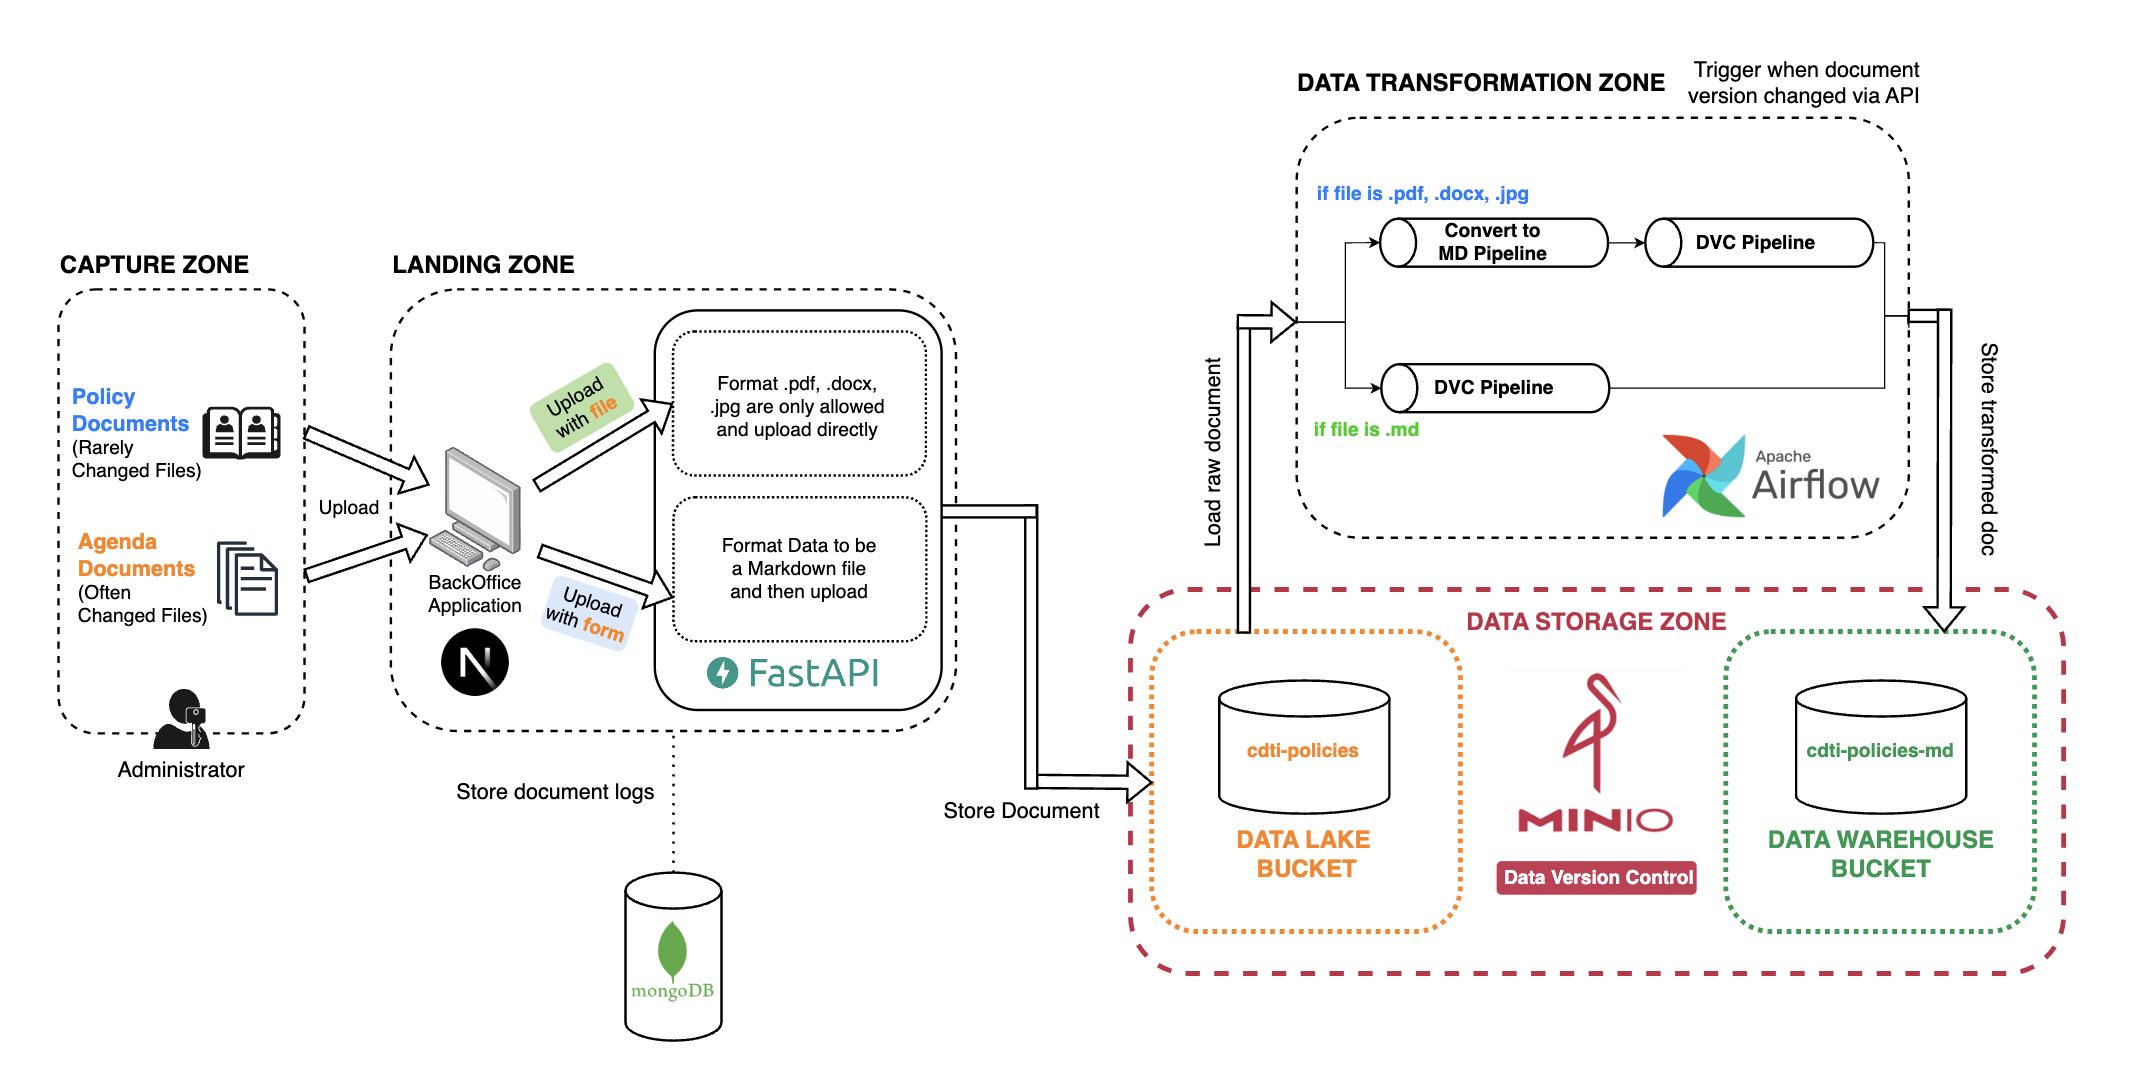 CAPTURE ZONE
Policy
Documents
(Rarely
Changed Files)
Agenda
Documents
(Often
Changed Files)
Administrator
Upload
LANDING ZONE
BackOffice
Application
N
Upload
with file
Upload
with form
Format .pdf, .docx,
.jpg are only allowed
and upload directly
Format Data to be
a Markdown file
and then upload
FastAPI
Store document logs
mongoDB
Store Document
DATA TRANSFORMATION ZONE
Trigger when document
version changed via API
if file is .pdf, .docx, .jpg
Convert to
MD Pipeline
DVC Pipeline
DVC Pipeline
if file is .md
Apache
Airflow
Load raw document
Store transformed doc
DATA STORAGE ZONE
cdti-policies
DATA LAKE
BUCKET
MINIO
Data Version Control
cdti-policies-md
DATA WAREHOUSE
BUCKET